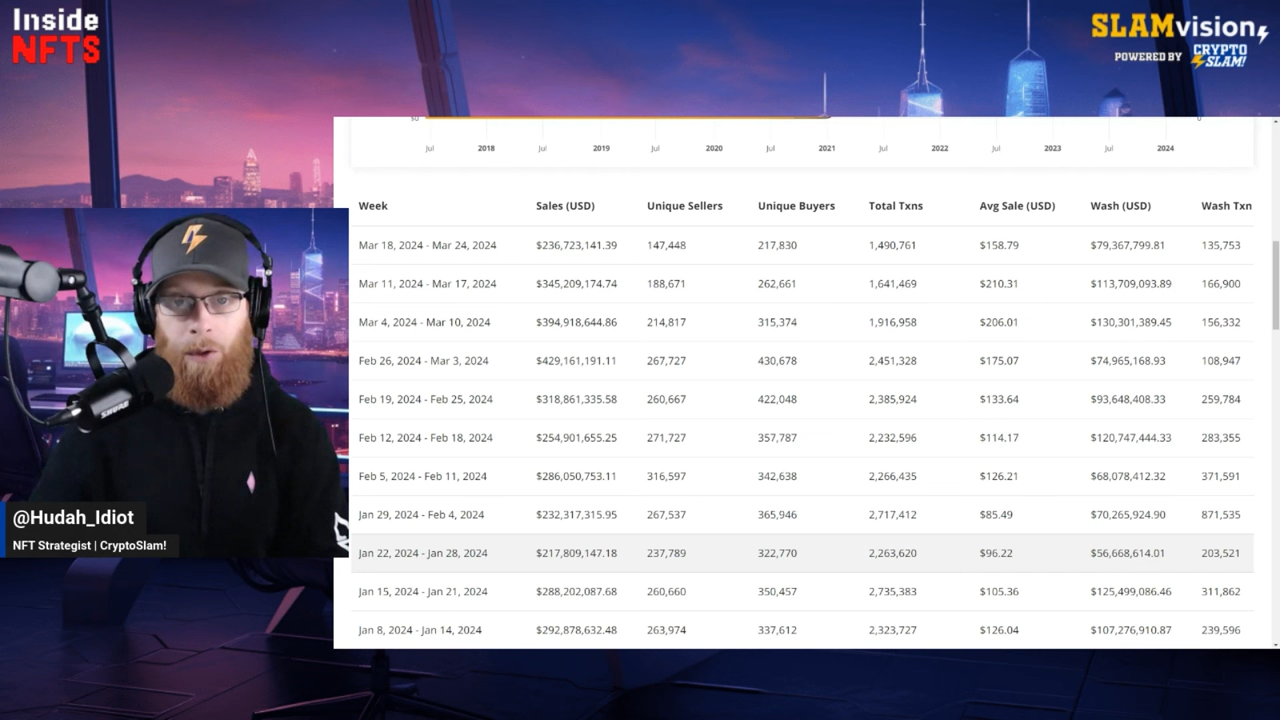 Inside
NFTS
SLAMvision
POWERED BY CRYPTO SLAM!
$0 0
Jul 2018 Jul 2019 Jul 2020 Jul 2021 Jul 2022 Jul 2023 Jul 2024
Week Sales (USD) Unique Sellers Unique Buyers Total Txns Avg Sale (USD) Wash (USD) Wash Txn
Mar 18, 2024 - Mar 24, 2024 $236,723,141.39 147,448 217,830 1,490,761 $158.79 $79,367,799.81 135,753
Mar 11, 2024 - Mar 17, 2024 $345,209,174.74 188,671 262,661 1,641,469 $210.31 $113,709,093.89 166,900
Mar 4, 2024 - Mar 10, 2024 $394,918,644.86 214,817 315,374 1,916,958 $206.01 $130,301,389.45 156,332
Feb 26, 2024 - Mar 3, 2024 $429,161,191.11 267,727 430,678 2,451,328 $175.07 $74,965,168.93 108,947
Feb 19, 2024 - Feb 25, 2024 $318,861,335.58 260,667 422,048 2,385,924 $133.64 $93,648,408.33 259,784
Feb 12, 2024 - Feb 18, 2024 $254,901,655.25 271,727 357,787 2,232,596 $114.17 $120,747,444.33 283,355
Feb 5, 2024 - Feb 11, 2024 $286,050,753.11 316,597 342,638 2,266,435 $126.21 $68,078,412.32 371,591
Jan 29, 2024 - Feb 4, 2024 $232,317,315.95 267,537 365,946 2,717,412 $85.49 $70,265,924.90 871,535
Jan 22, 2024 - Jan 28, 2024 $217,809,147.18 237,789 322,770 2,263,620 $96.22 $56,668,614.01 203,521
Jan 15, 2024 - Jan 21, 2024 $288,202,087.68 260,660 350,457 2,735,383 $105.36 $125,499,086.46 311,862
Jan 8, 2024 - Jan 14, 2024 $292,878,632.48 263,974 337,612 2,323,727 $126.04 $107,276,910.87 239,596
SHURE
@Hudah_Idiot
NFT Strategist | CryptoSlam!